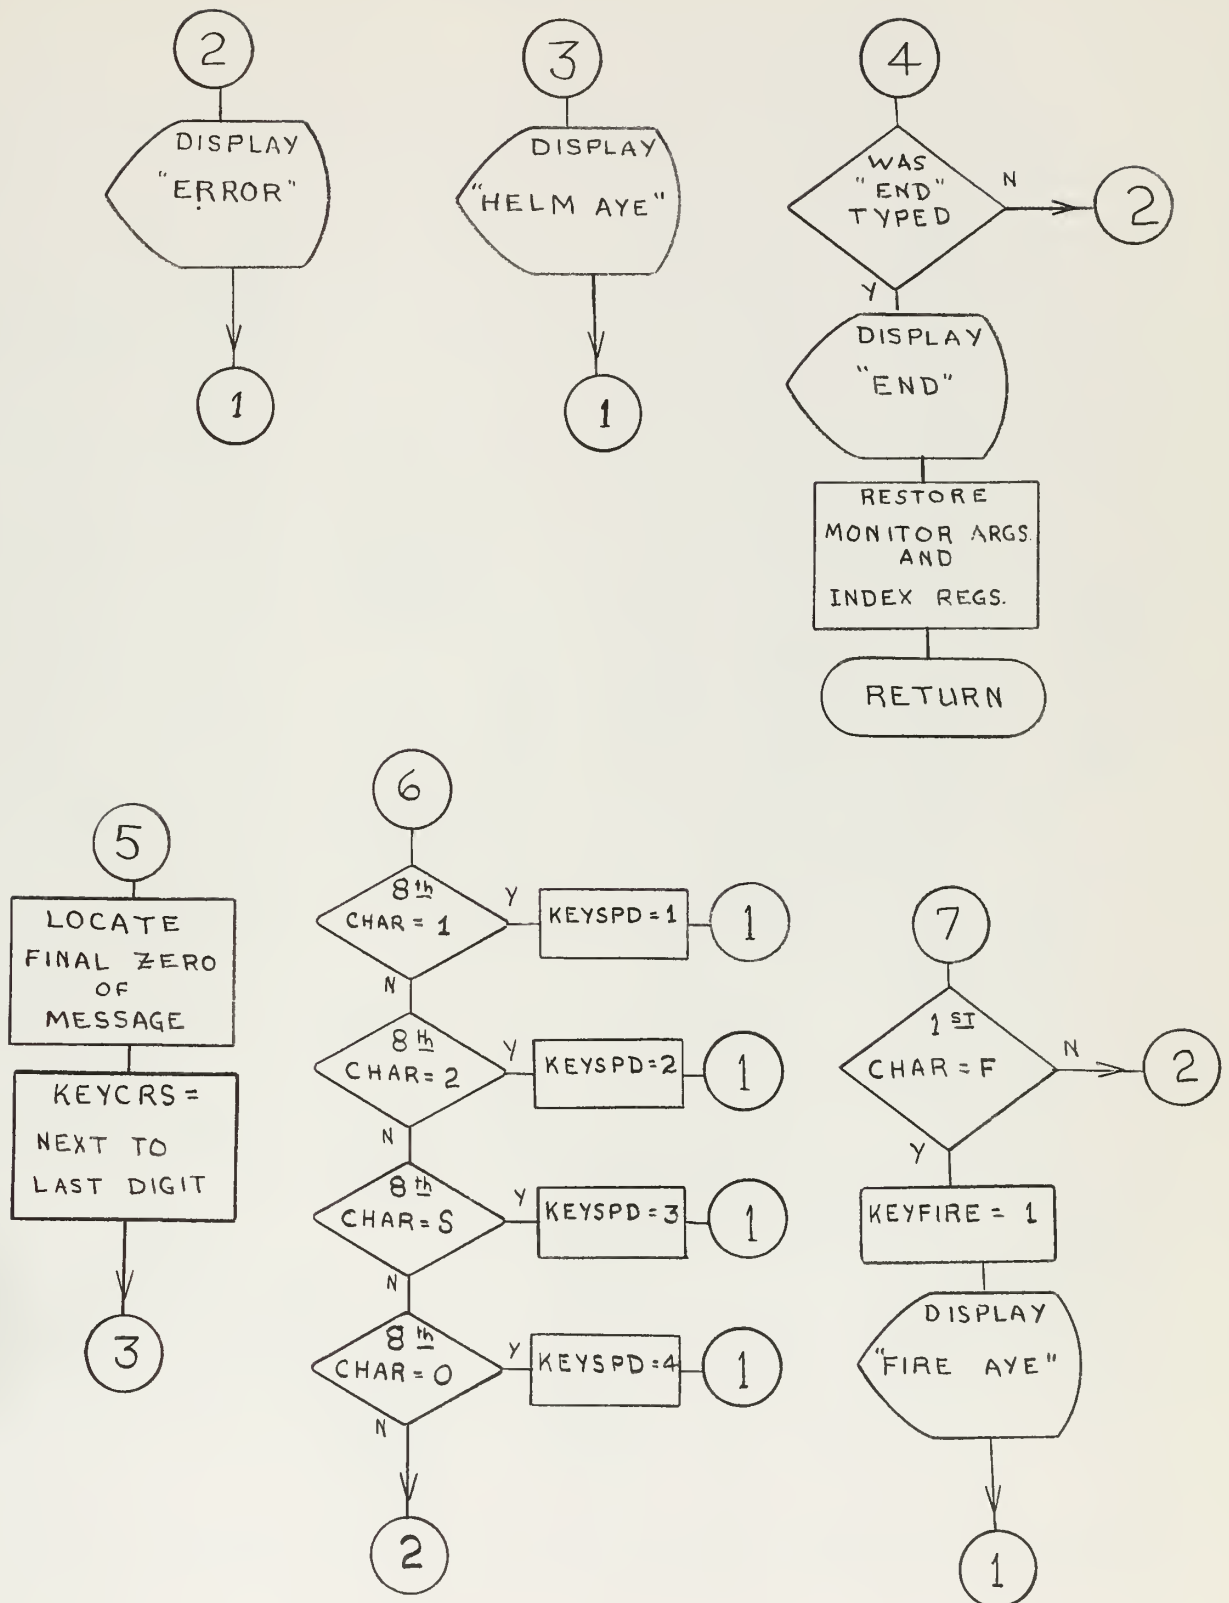 2
DISPLAY
"ERROR"
1
3
DISPLAY
"HELM AYE"
1
4
WAS
"END"
TYPED
N
2
Y
DISPLAY
"END"
RESTORE
MONITOR ARGS.
AND
INDEX REGS.
RETURN
5
LOCATE
FINAL ZERO
OF
MESSAGE
KEYCRS =
NEXT TO
LAST DIGIT
3
6
8th
CHAR = 1
Y
KEYSPD = 1
1
N
8th
CHAR = 2
Y
KEYSPD = 2
1
N
8th
CHAR = S
Y
KEYSPD = 3
1
N
8th
CHAR = O
Y
KEYSPD = 4
1
N
2
7
1ST
CHAR = F
N
2
Y
KEYFIRE = 1
DISPLAY
"FIRE AYE"
1